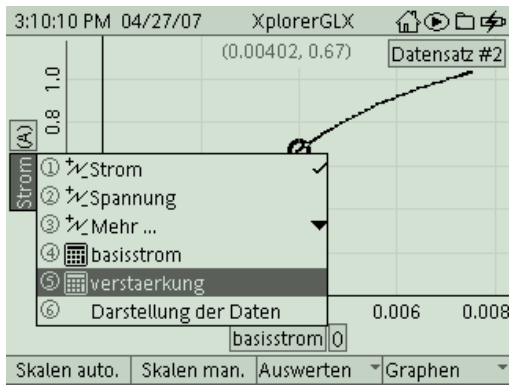 3:10:10 PM 04/27/07 XplorerGLX
(0.00402, 0.67) Datensatz #2
1.0
0.8
Strom (A)
① Strom
② Spannung
③ Mehr ...
④ basisstrom
⑤ verstaerkung
⑥ Darstellung der Daten
0.006 0.008
basisstrom 0
Skalen auto. Skalen man. Auswerten Graphen